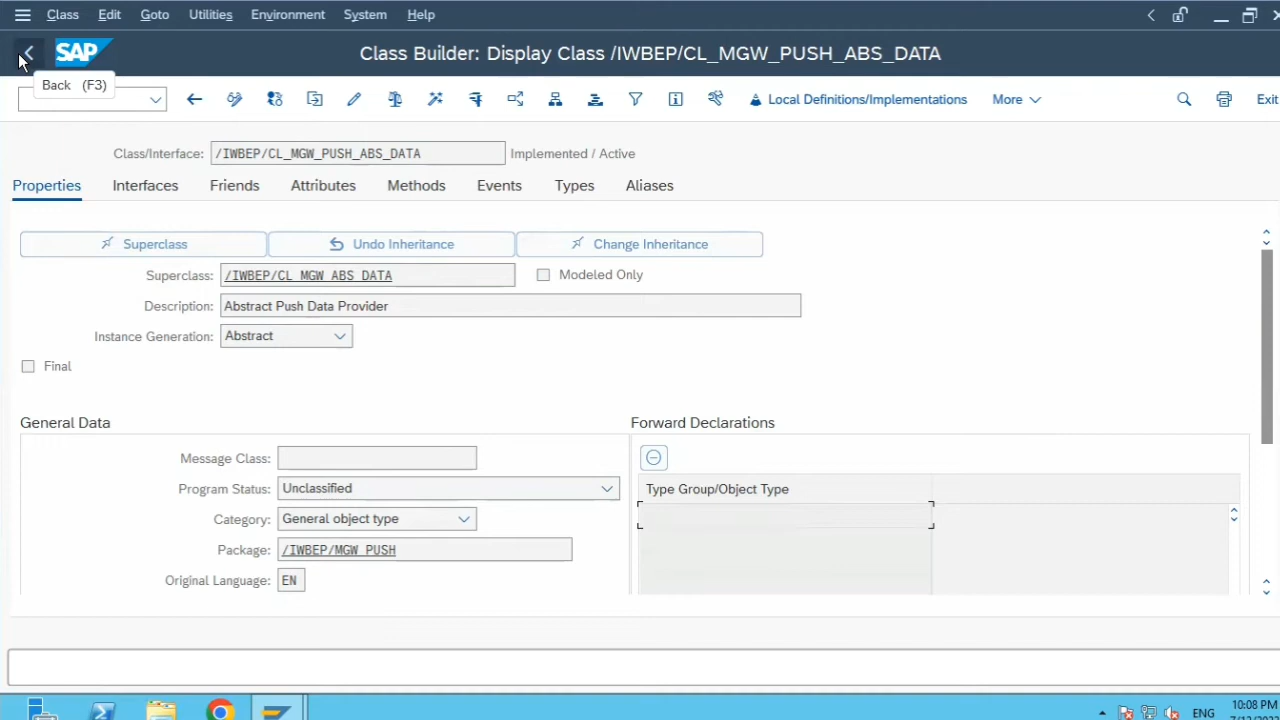 Class Edit Goto Utilities Environment System Help
SAP Class Builder: Display Class /IWBEP/CL_MGW_PUSH_ABS_DATA
Back (F3)
Local Definitions/Implementations More Exit
Class/Interface: /IWBEP/CL_MGW_PUSH_ABS_DATA Implemented / Active
Properties Interfaces Friends Attributes Methods Events Types Aliases
Superclass Undo Inheritance Change Inheritance
Superclass: /IWBEP/CL_MGW_ABS_DATA Modeled Only
Description: Abstract Push Data Provider
Instance Generation: Abstract
Final
General Data Forward Declarations
Message Class:
Program Status: Unclassified Type Group/Object Type
Category: General object type
Package: /IWBEP/MGW_PUSH
Original Language: EN
ENG 10:08 PM